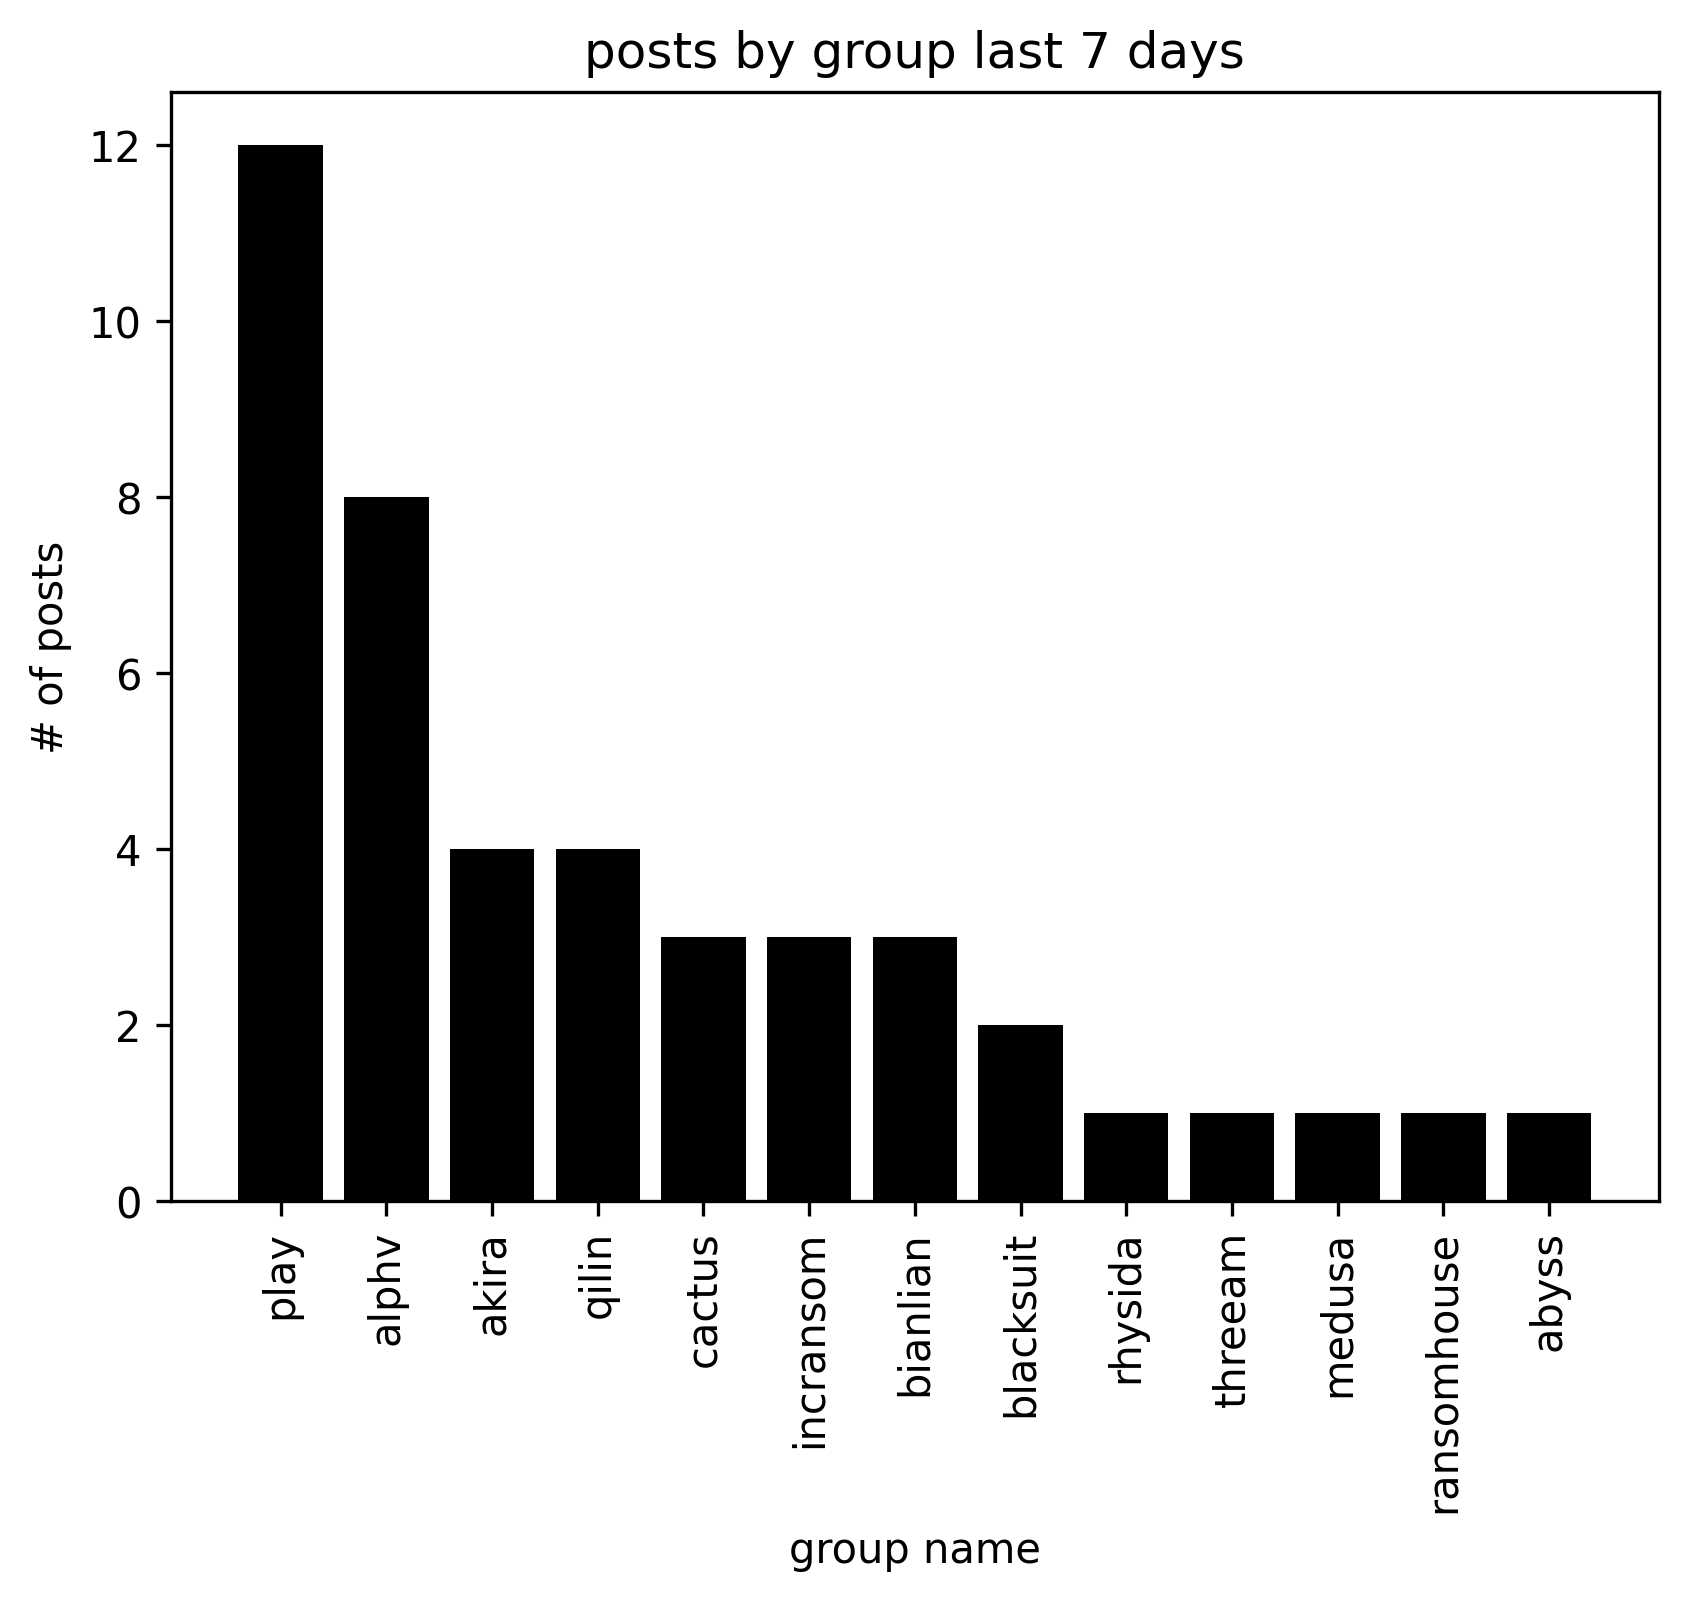 posts by group last 7 days
# of posts
12
10
8
6
4
2
0
play
alphv
akira
qilin
cactus
incransom
bianlian
blacksuit
rhysida
threeam
medusa
ransomhouse
abyss
group name